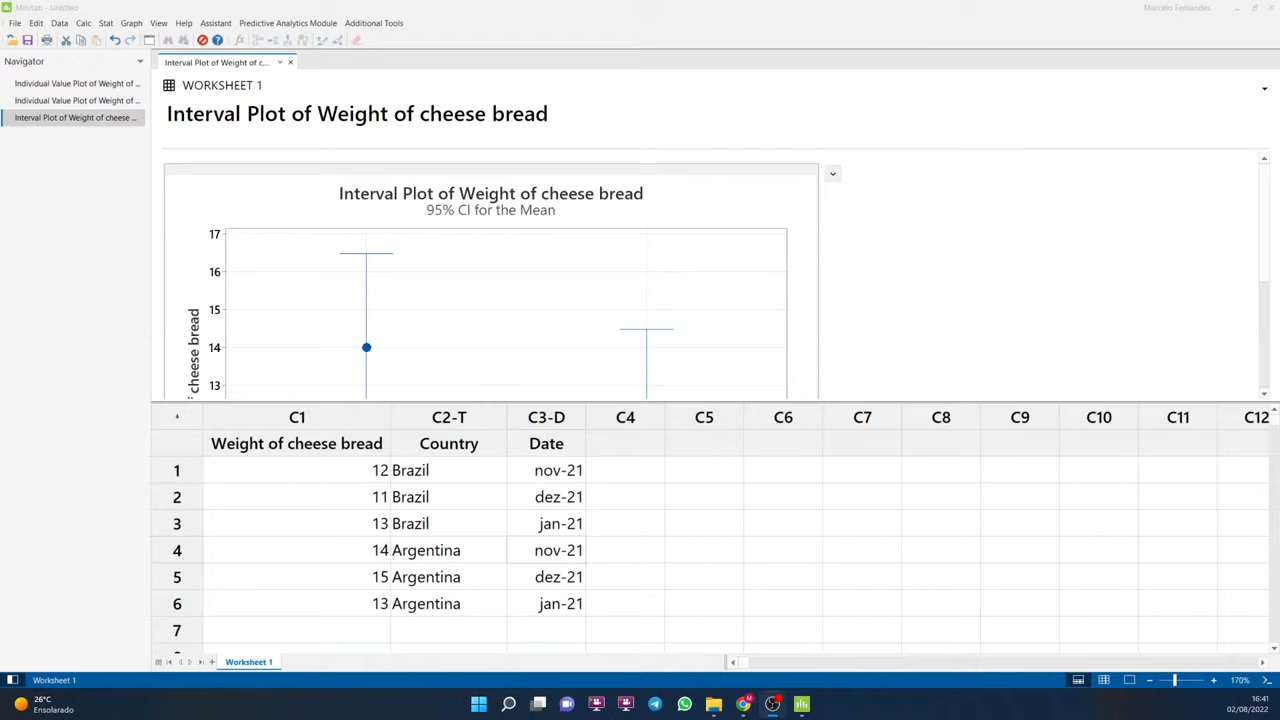 Minitab - Untitled
Marcelo Fernandes
File Edit Data Calc Stat Graph View Help Assistant Predictive Analytics Module Additional Tools
Navigator
Interval Plot of Weight of c...
Individual Value Plot of Weight of ...
Individual Value Plot of Weight of ...
Interval Plot of Weight of cheese ...
WORKSHEET 1
Interval Plot of Weight of cheese bread
Interval Plot of Weight of cheese bread
95% CI for the Mean
17
16
15
14
13
cheese bread
C1 C2-T C3-D C4 C5 C6 C7 C8 C9 C10 C11 C12
Weight of cheese bread Country Date
1 12 Brazil nov-21
2 11 Brazil dez-21
3 13 Brazil jan-21
4 14 Argentina nov-21
5 15 Argentina dez-21
6 13 Argentina jan-21
7
Worksheet 1
Worksheet 1
170%
26°C
Ensolarado
16:41
02/08/2022